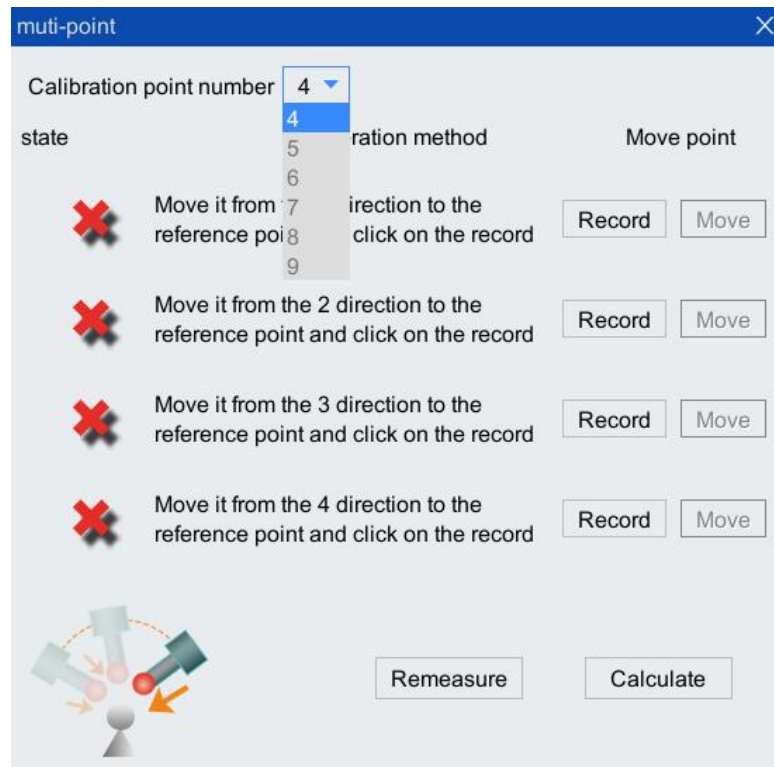 muti-point
Calibration point number 4
state ration method Move point
4
5
6
7
8
9
Move it from irection to the
reference poi click on the record
Record Move
Move it from the 2 direction to the
reference point and click on the record
Record Move
Move it from the 3 direction to the
reference point and click on the record
Record Move
Move it from the 4 direction to the
reference point and click on the record
Record Move
Remeasure Calculate